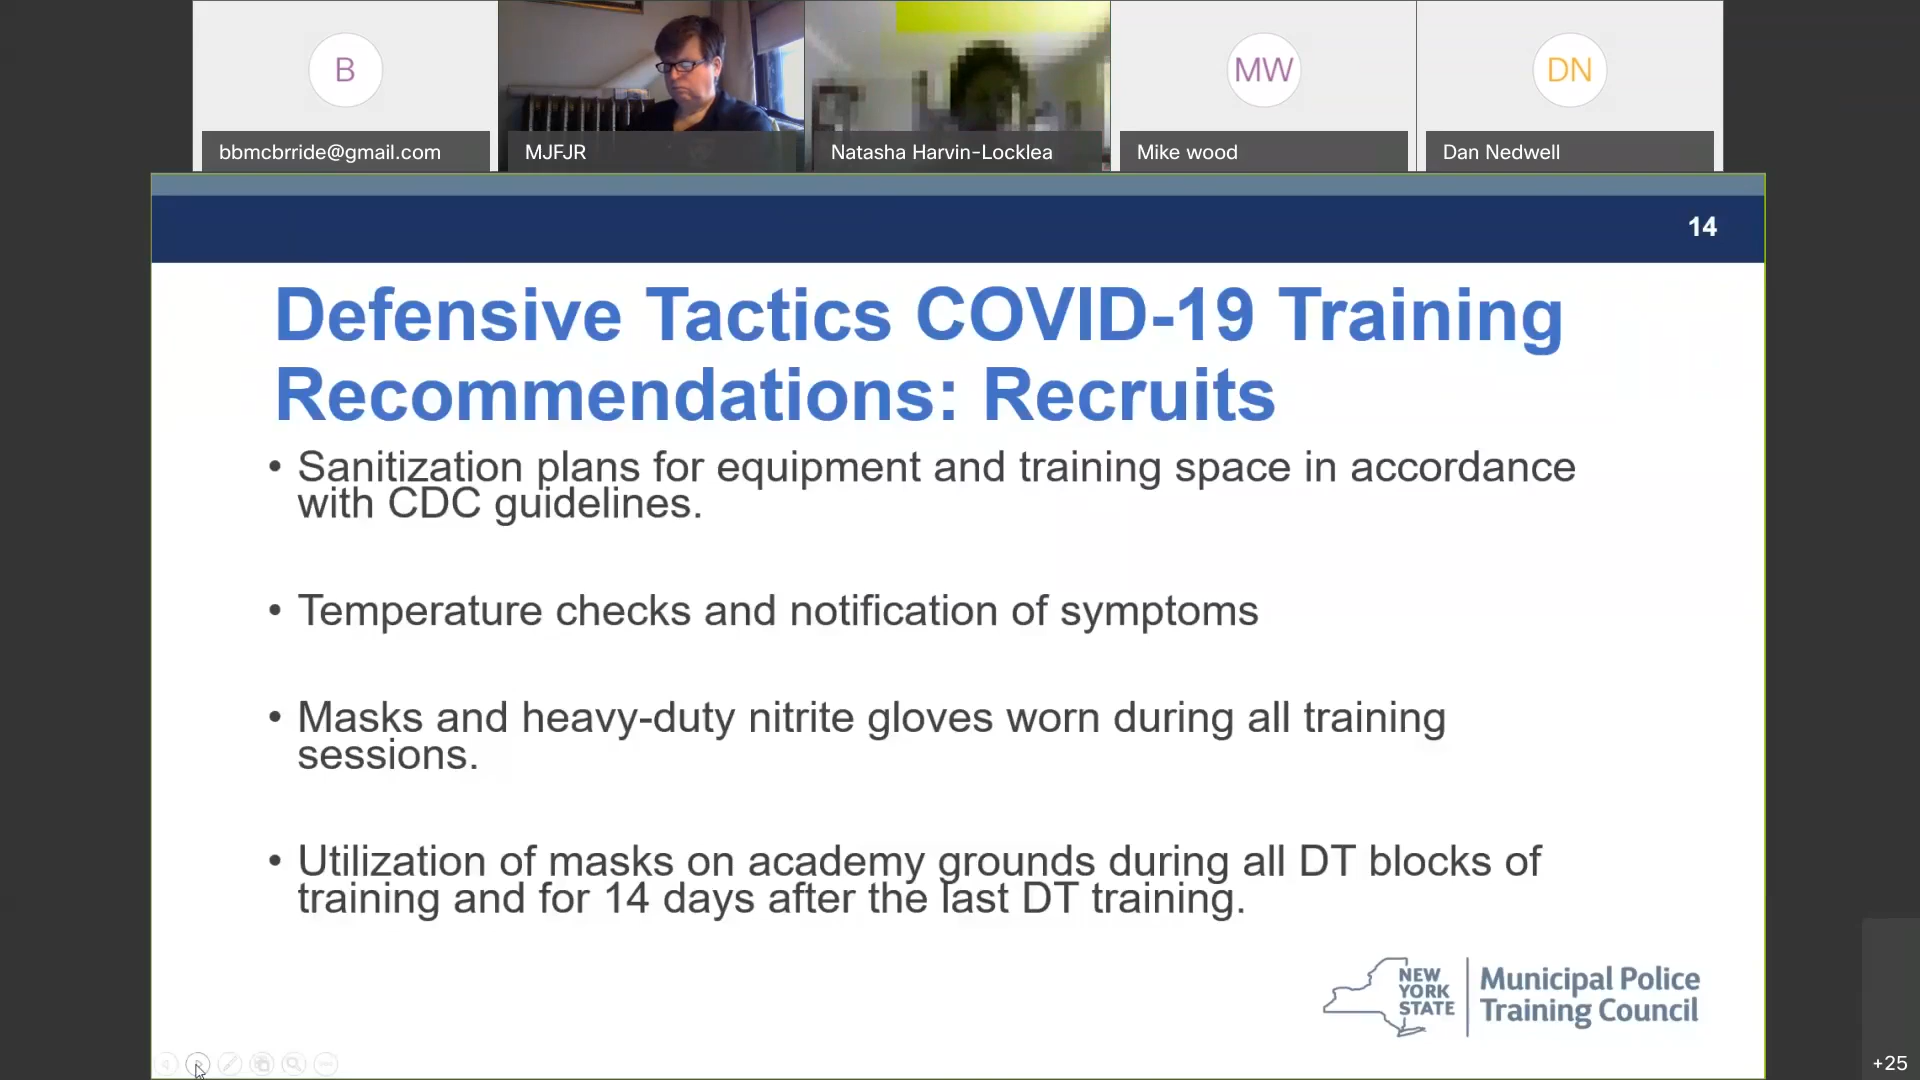 B
MW
DN
bbmcbrride@gmail.com
MJFJR
Natasha Harvin-Locklea
Mike wood
Dan Nedwell
14
Defensive Tactics COVID-19 Training
Recommendations: Recruits
• Sanitization plans for equipment and training space in accordance
with CDC guidelines.
• Temperature checks and notification of symptoms
• Masks and heavy-duty nitrite gloves worn during all training
sessions.
• Utilization of masks on academy grounds during all DT blocks of
training and for 14 days after the last DT training.
NEW
YORK
STATE
Municipal Police
Training Council
+25